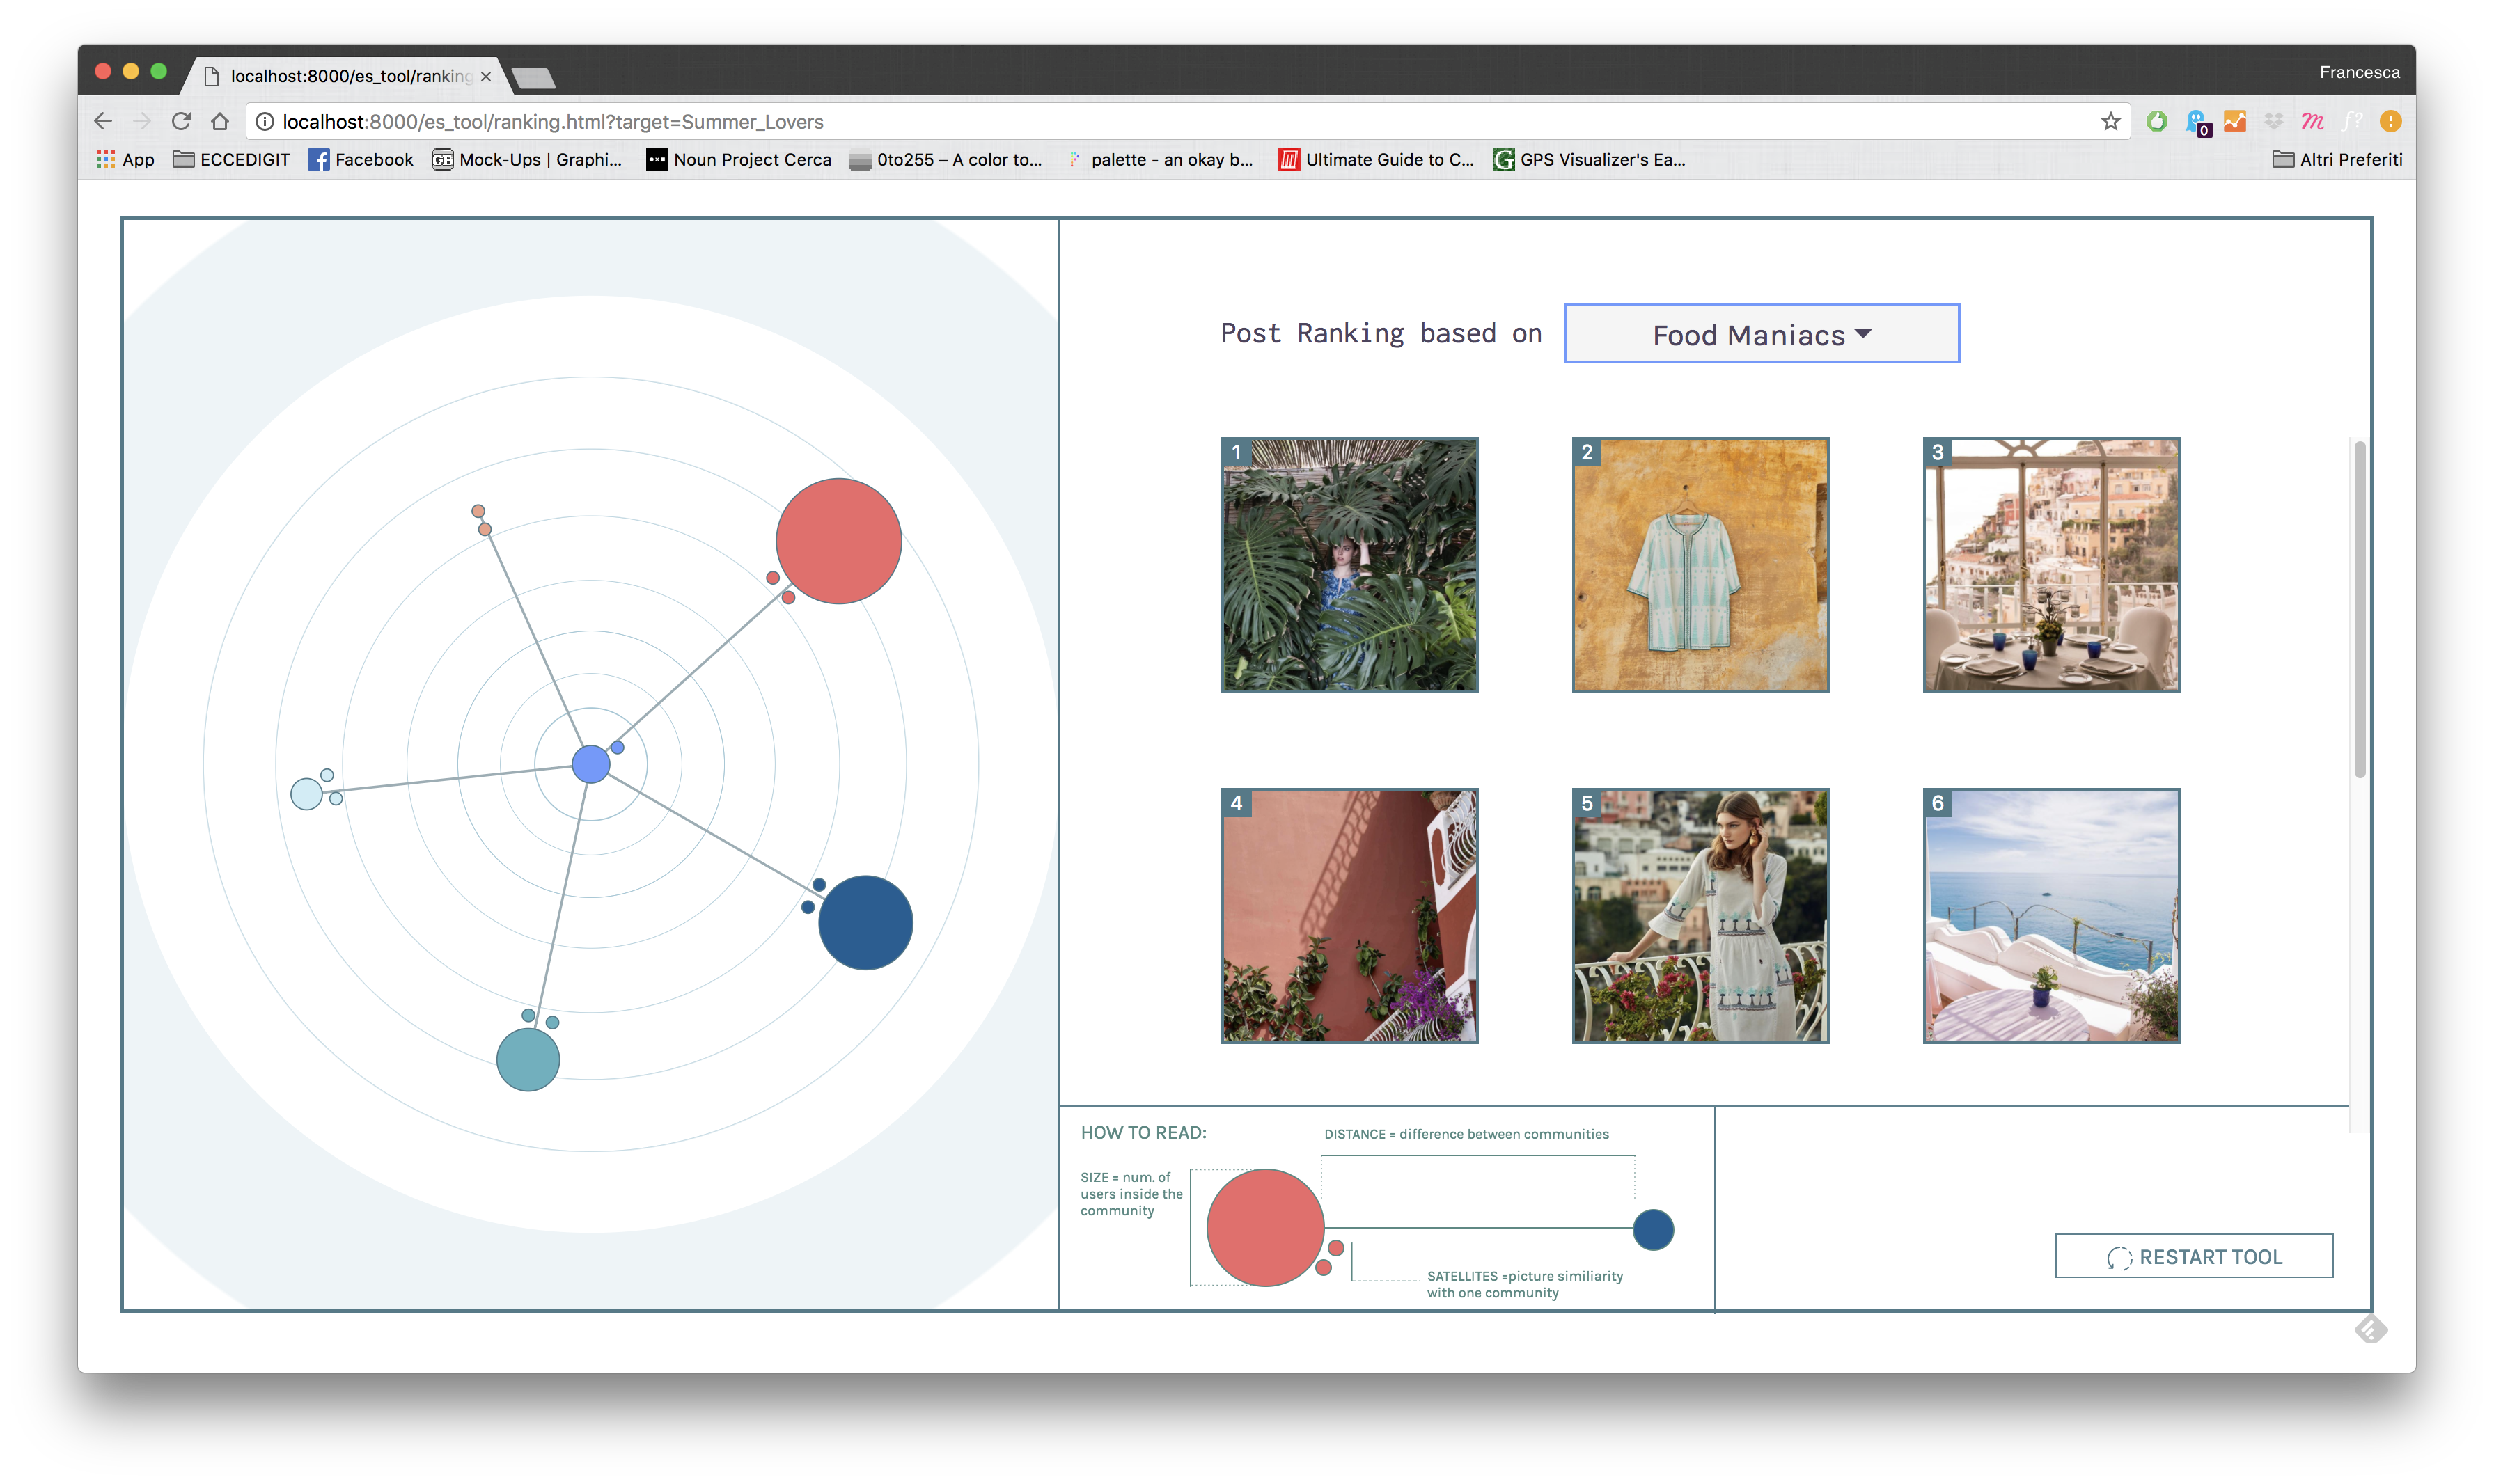 localhost:8000/es_tool/ranking
Francesca
localhost:8000/es_tool/ranking.html?target=Summer_Lovers
0
App ECCEDIGIT Facebook Mock-Ups | Graphi... Noun Project Cerca 0to255 – A color to... palette - an okay b... Ultimate Guide to C... GPS Visualizer's Ea... Altri Preferiti
Post Ranking based on Food Maniacs
1 2 3
4 5 6
HOW TO READ:
DISTANCE = difference between communities
SIZE = num. of
users inside the
community
SATELLITES =picture similiarity
with one community
RESTART TOOL